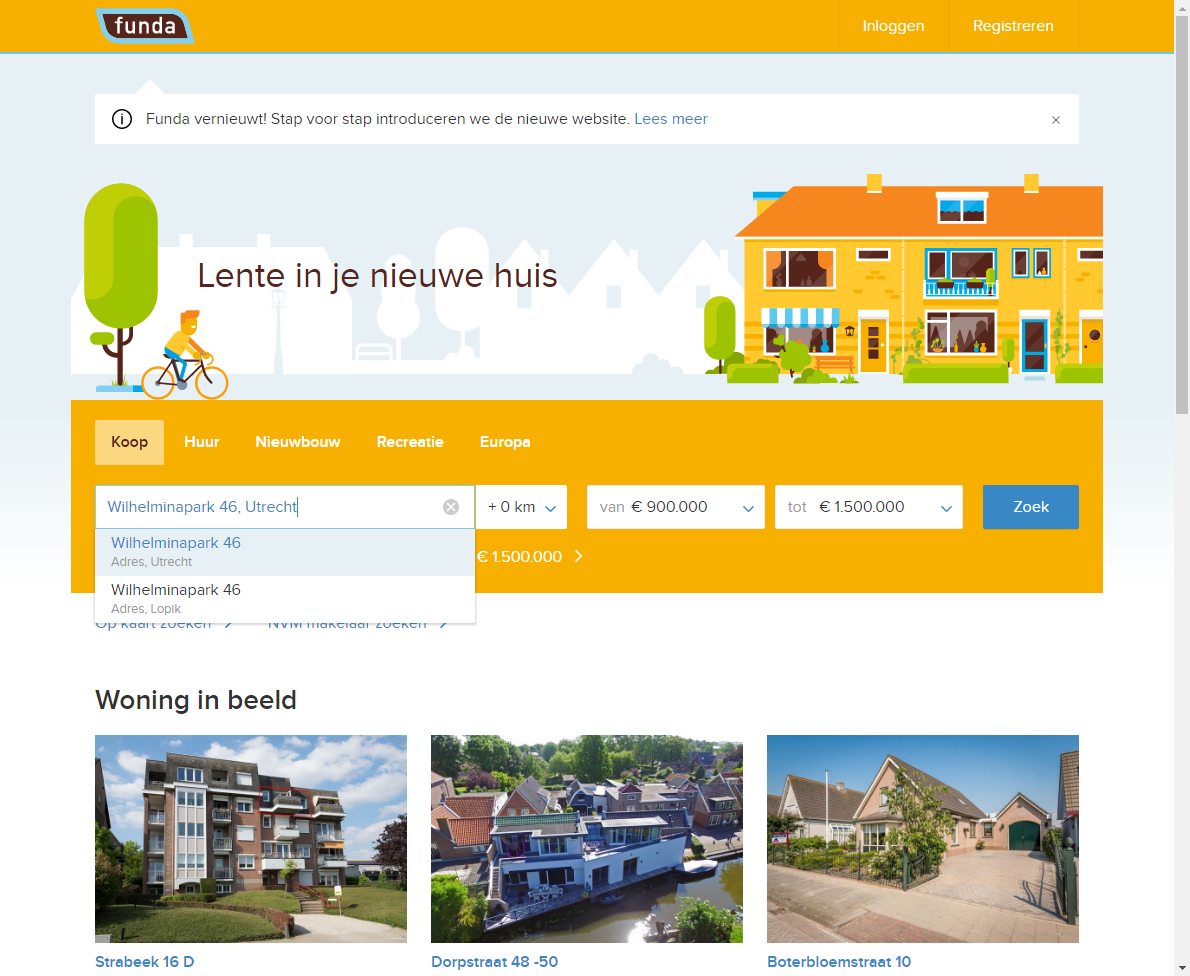 funda
Inloggen
Registreren
Funda vernieuwt! Stap voor stap introduceren we de nieuwe website. Lees meer
Lente in je nieuwe huis
Koop
Huur
Nieuwbouw
Recreatie
Europa
Wilhelminapark 46, Utrecht
+ 0 km
van € 900.000
tot € 1.500.000
Zoek
Wilhelminapark 46
Adres, Utrecht
€ 1.500.000
Wilhelminapark 46
Adres, Lopik
Op kaart zoeken
NVM makelaar zoeken
Woning in beeld
Strabeek 16 D
Dorpstraat 48 -50
Boterbloemstraat 10